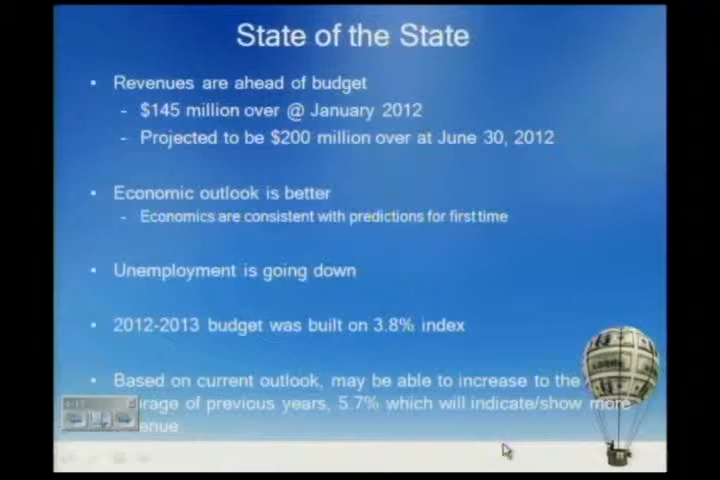 State of the State
• Revenues are ahead of budget
- $145 million over @ January 2012
- Projected to be $200 million over at June 30, 2012
• Economic outlook is better
- Economics are consistent with predictions for first time
• Unemployment is going down
• 2012-2013 budget was built on 3.8% index
• Based on current outlook, may be able to increase to the
of previous years, 5.7% which will indicate/show more